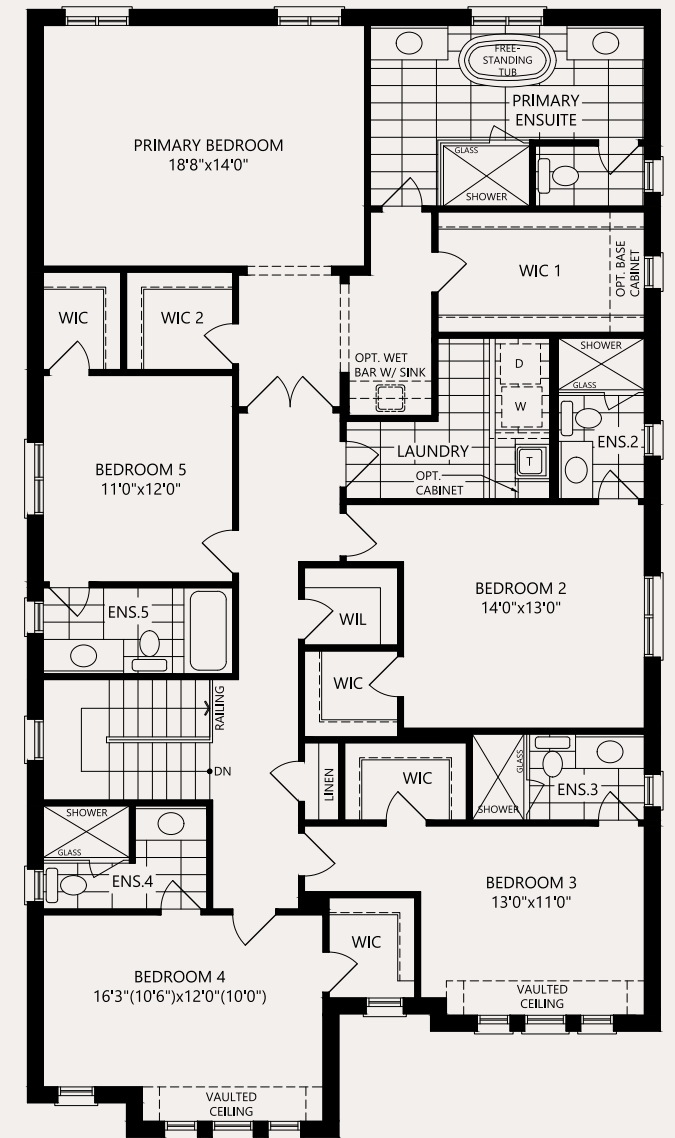 FREE-
STANDING
TUB
PRIMARY
ENSUITE
PRIMARY BEDROOM
18'8"x14'0"
GLASS
SHOWER
WIC 1
OPT. BASE
CABINET
WIC
WIC 2
OPT. WET
BAR W/ SINK
D
W
SHOWER
GLASS
ENS.2
LAUNDRY
T
OPT.
CABINET
BEDROOM 5
11'0"x12'0"
BEDROOM 2
14'0"x13'0"
ENS.5
WIL
WIC
RAILING
DN
LINEN
WIC
GLASS
SHOWER
ENS.3
SHOWER
GLASS
ENS.4
BEDROOM 3
13'0"x11'0"
WIC
BEDROOM 4
16'3"(10'6")x12'0"(10'0")
VAULTED
CEILING
VAULTED
CEILING